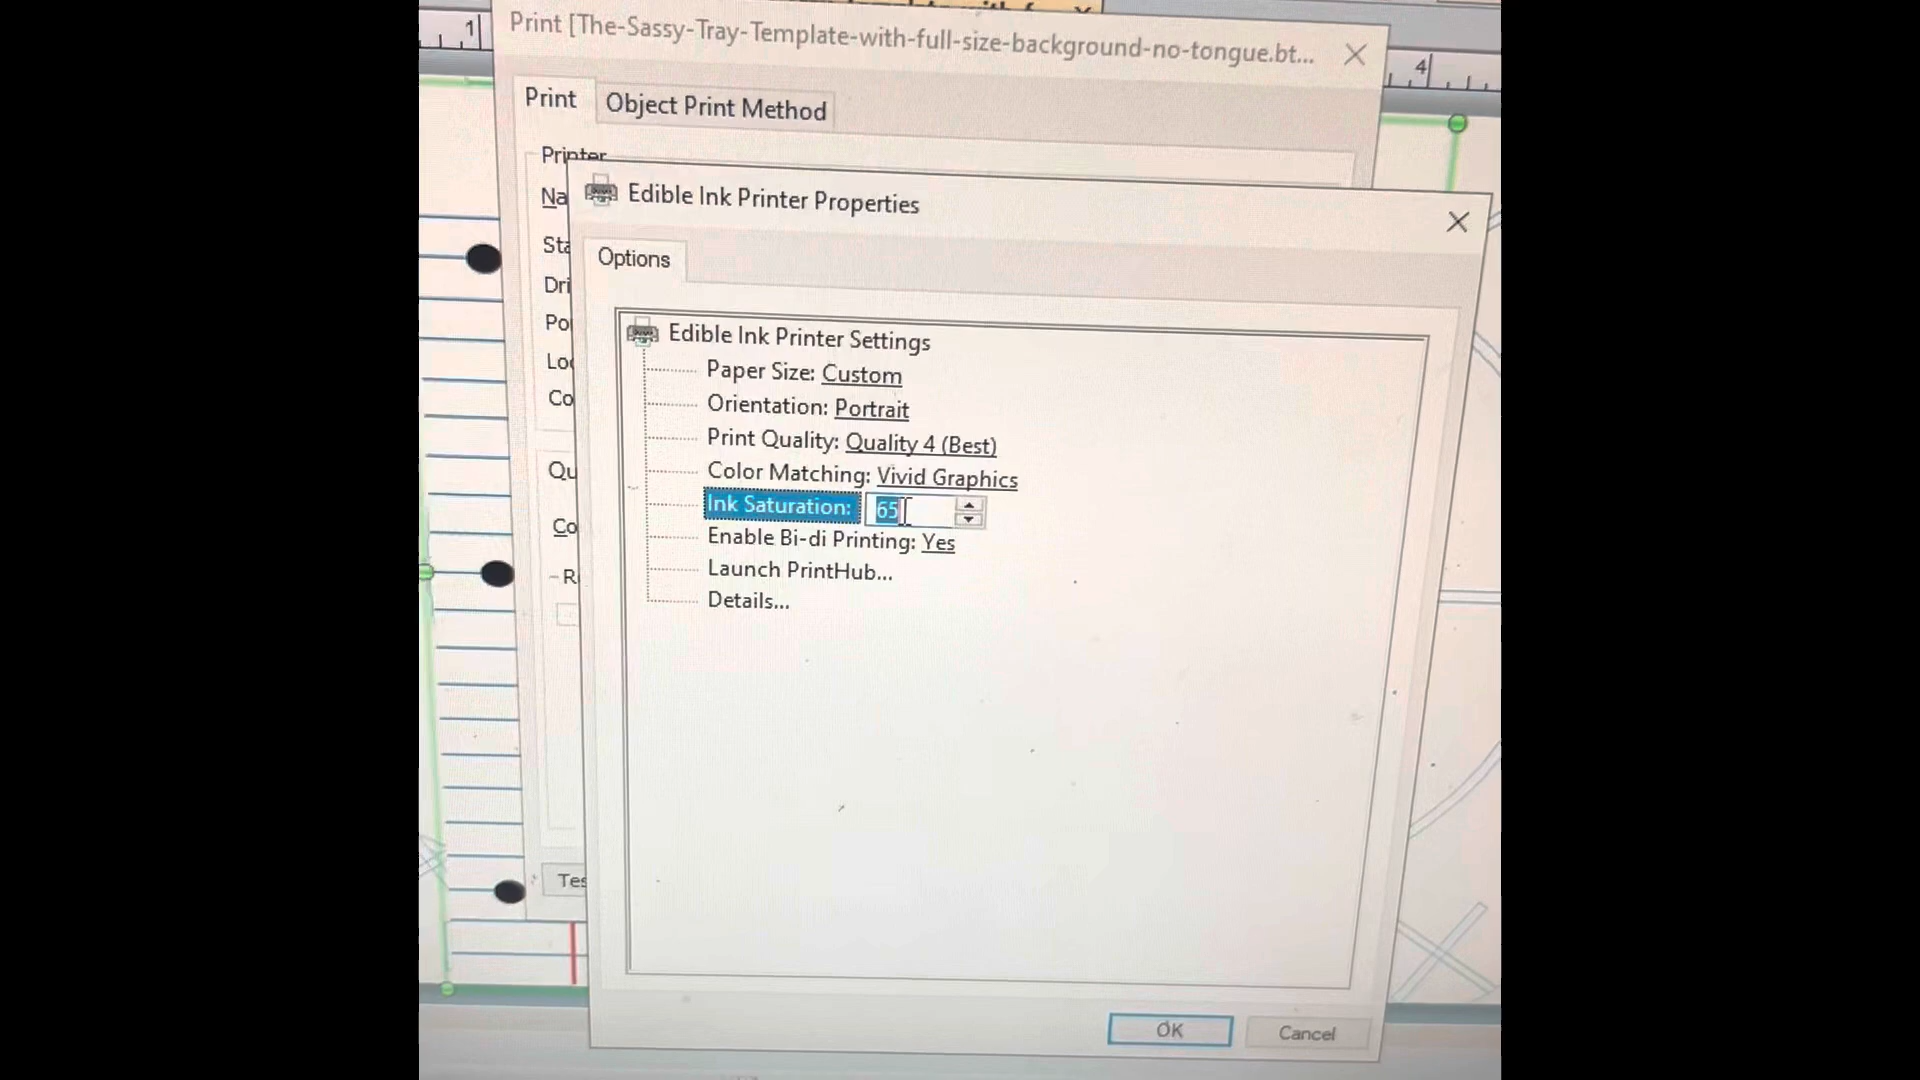 1
4
Print [The-Sassy-Tray-Template-with-full-size-background-no-tongue.bt...
Print
Object Print Method
Printer
Na
Edible Ink Printer Properties
Sta
Options
Dri
Po
Edible Ink Printer Settings
Loc
Paper Size: Custom
Co
Orientation: Portrait
Print Quality: Quality 4 (Best)
Qu
Color Matching: Vivid Graphics
Ink Saturation: 65
Co
Enable Bi-di Printing: Yes
R
Launch PrintHub...
Details...
Tes
OK
Cancel